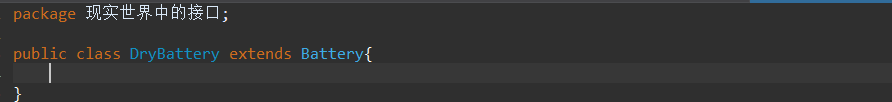 package 现实世界中的接口;
public class DryBattery extends Battery{
}